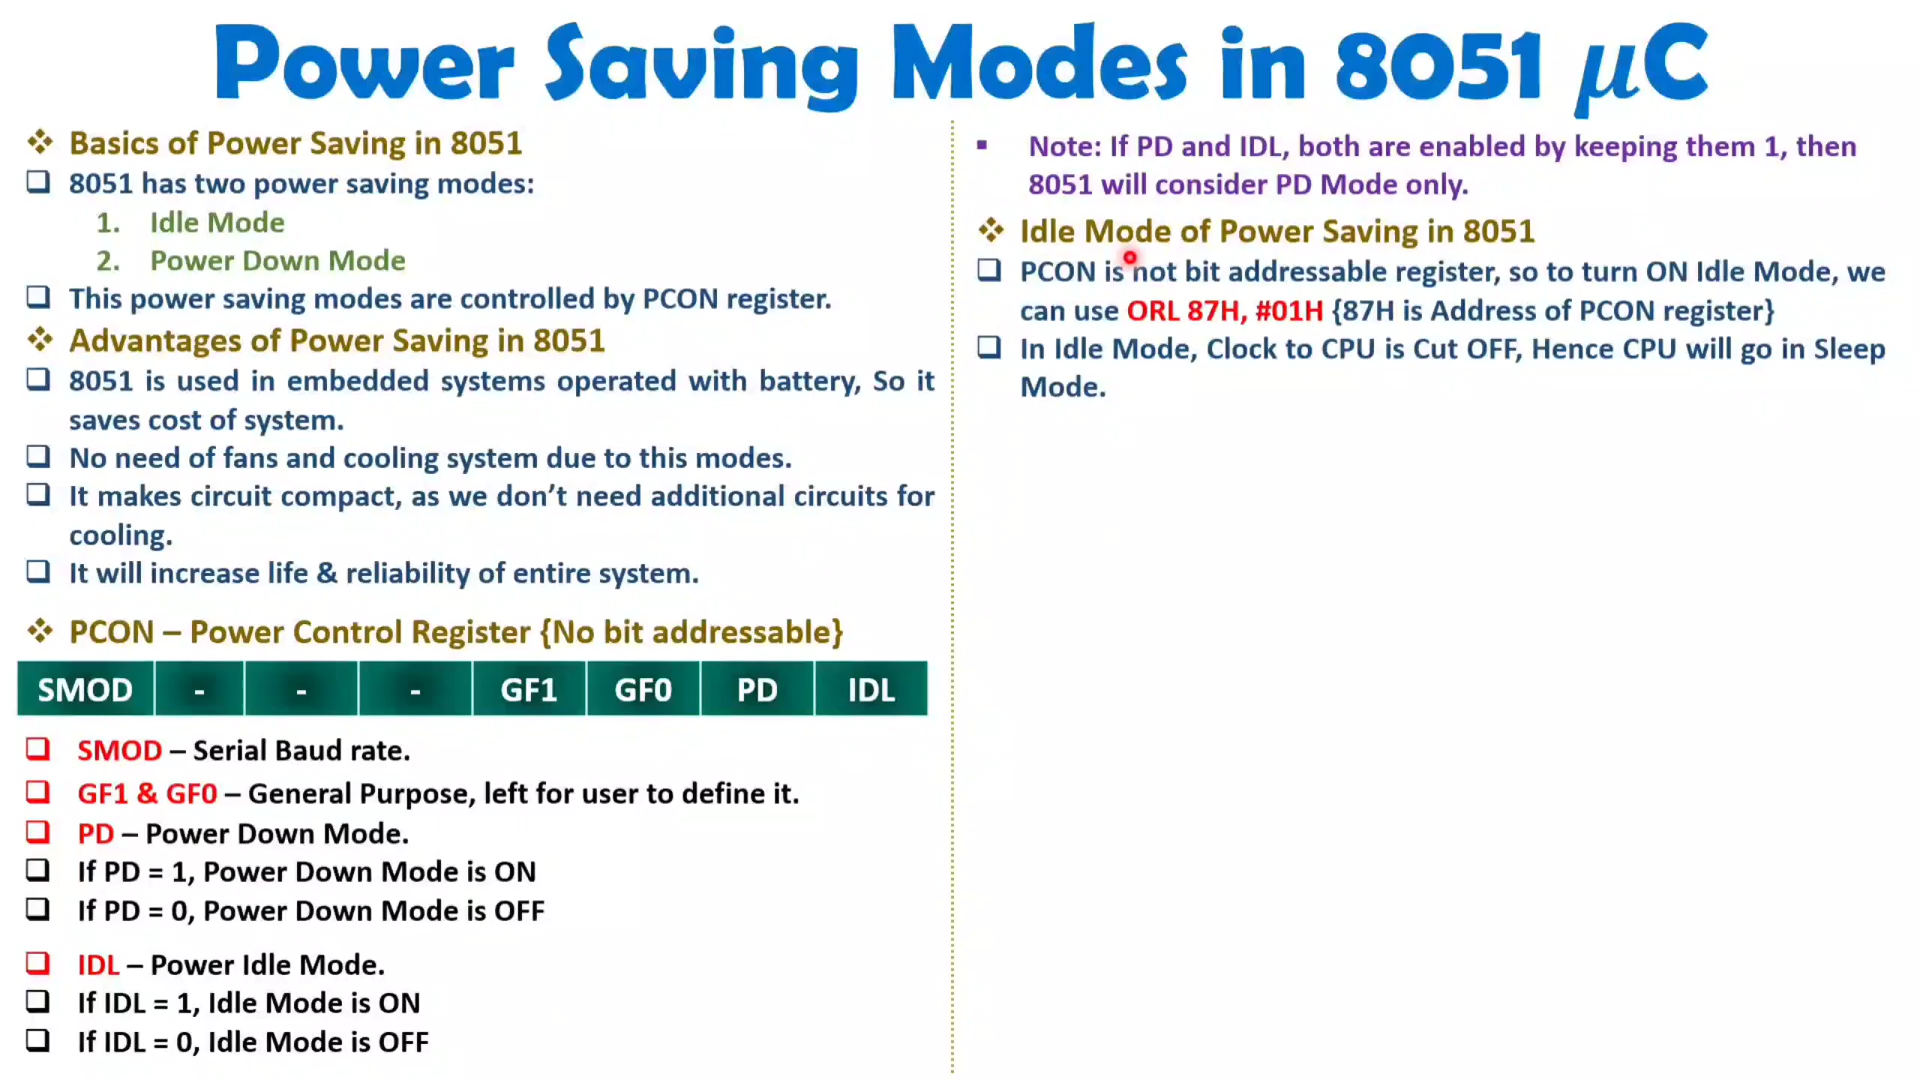 Power Saving Modes in 8051 μC
❖ Basics of Power Saving in 8051
❑ 8051 has two power saving modes:
1. Idle Mode
2. Power Down Mode
❑ This power saving modes are controlled by PCON register.
❖ Advantages of Power Saving in 8051
❑ 8051 is used in embedded systems operated with battery, So it
saves cost of system.
❑ No need of fans and cooling system due to this modes.
❑ It makes circuit compact, as we don’t need additional circuits for
cooling.
❑ It will increase life & reliability of entire system.
❖ PCON – Power Control Register {No bit addressable}
SMOD - - - GF1 GF0 PD IDL
❑ SMOD – Serial Baud rate.
❑ GF1 & GF0 – General Purpose, left for user to define it.
❑ PD – Power Down Mode.
❑ If PD = 1, Power Down Mode is ON
❑ If PD = 0, Power Down Mode is OFF
❑ IDL – Power Idle Mode.
❑ If IDL = 1, Idle Mode is ON
❑ If IDL = 0, Idle Mode is OFF
▪ Note: If PD and IDL, both are enabled by keeping them 1, then
8051 will consider PD Mode only.
❖ Idle Mode of Power Saving in 8051
❑ PCON is not bit addressable register, so to turn ON Idle Mode, we
can use ORL 87H, #01H {87H is Address of PCON register}
❑ In Idle Mode, Clock to CPU is Cut OFF, Hence CPU will go in Sleep
Mode.